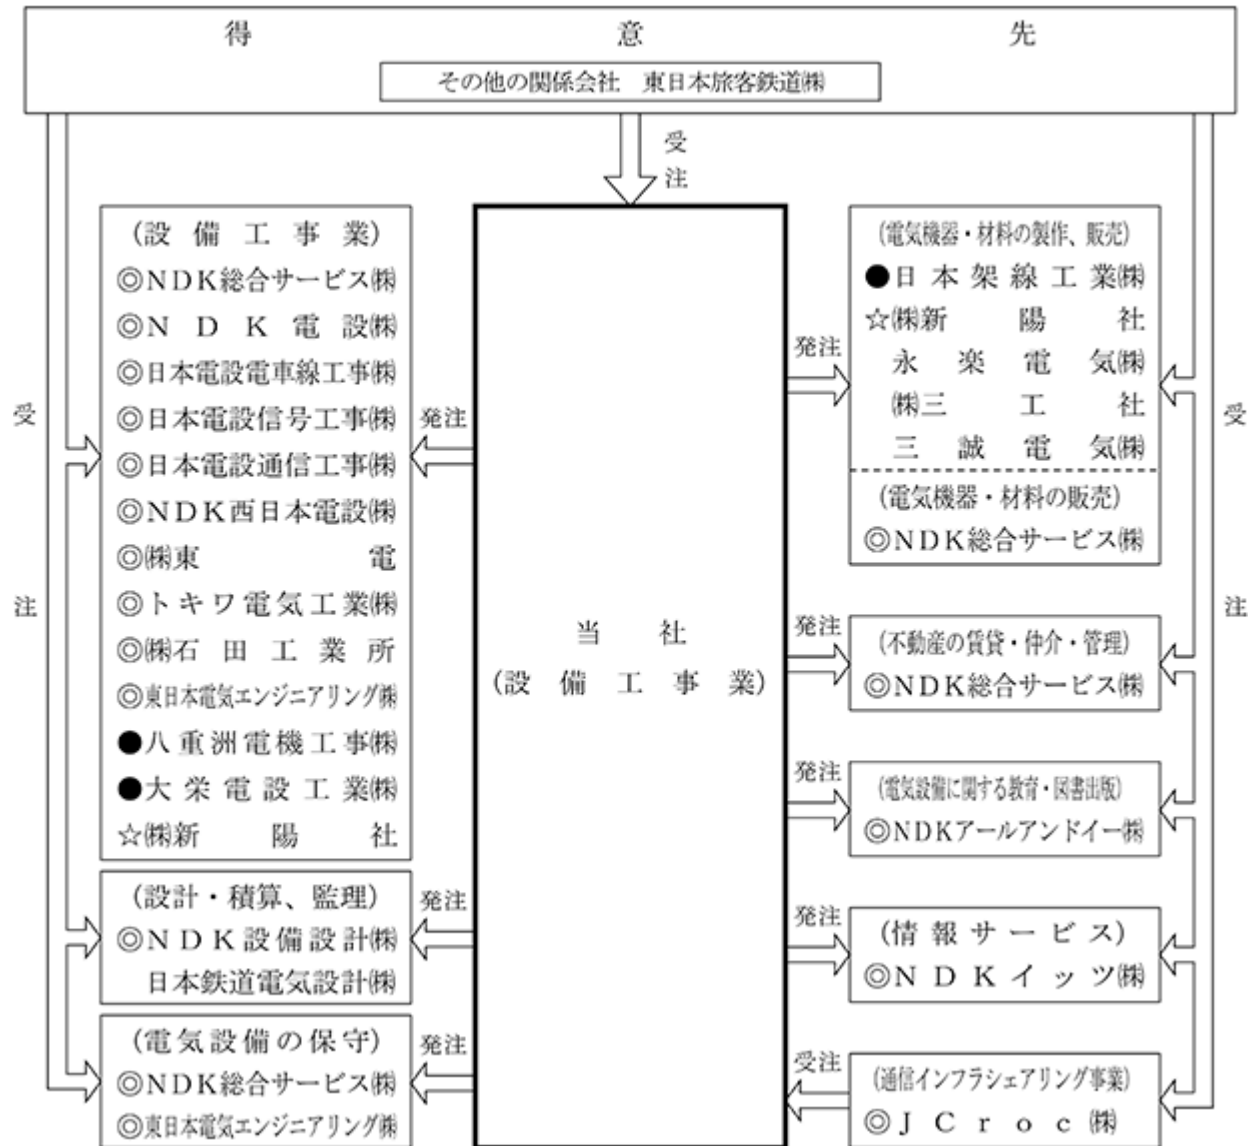 得意先
その他の関係会社 東日本旅客鉄道㈱
受注
受注
受注
(設備工事業)
◎NDK総合サービス㈱
◎NDK電設㈱
◎日本電設電車線工事㈱
◎日本電設信号工事㈱
◎日本電設通信工事㈱
◎NDK西日本電設㈱
◎㈱東電
◎トキワ電気工業㈱
◎㈱石田工業所
◎東日本電気エンジニアリング㈱
●八重洲電機工事㈱
●大栄電設工業㈱
☆㈱新陽社
発注
(設計・積算、監理)
◎NDK設備設計㈱
日本鉄道電気設計㈱
発注
(電気設備の保守)
◎NDK総合サービス㈱
◎東日本電気エンジニアリング㈱
発注
当社
(設備工事業)
発注
(電気機器・材料の製作、販売)
●日本架線工業㈱
☆㈱新陽社
永楽電気㈱
㈱三工社
三誠電気㈱
(電気機器・材料の販売)
◎NDK総合サービス㈱
発注
(不動産の賃貸・仲介・管理)
◎NDK総合サービス㈱
発注
(電気設備に関する教育・図書出版)
◎NDKアールアンドイー㈱
発注
(情報サービス)
◎NDKイッツ㈱
受注
(通信インフラシェアリング事業)
◎JCroc㈱